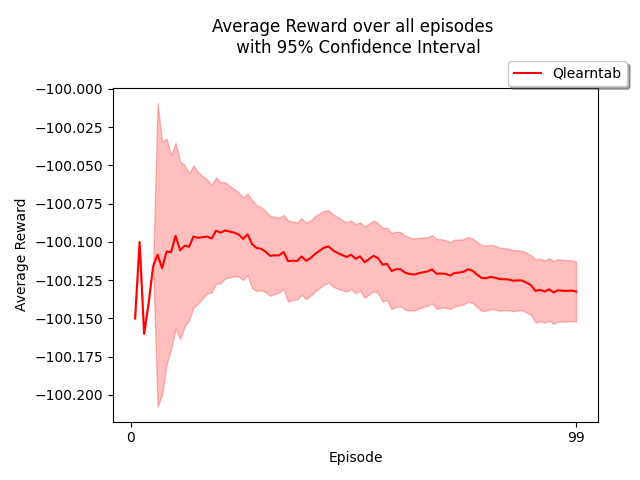 Average Reward over all episodes
with 95% Confidence Interval
Qlearntab
−100.000
−100.025
−100.050
−100.075
−100.100
−100.125
−100.150
−100.175
−100.200
Average Reward
0
99
Episode